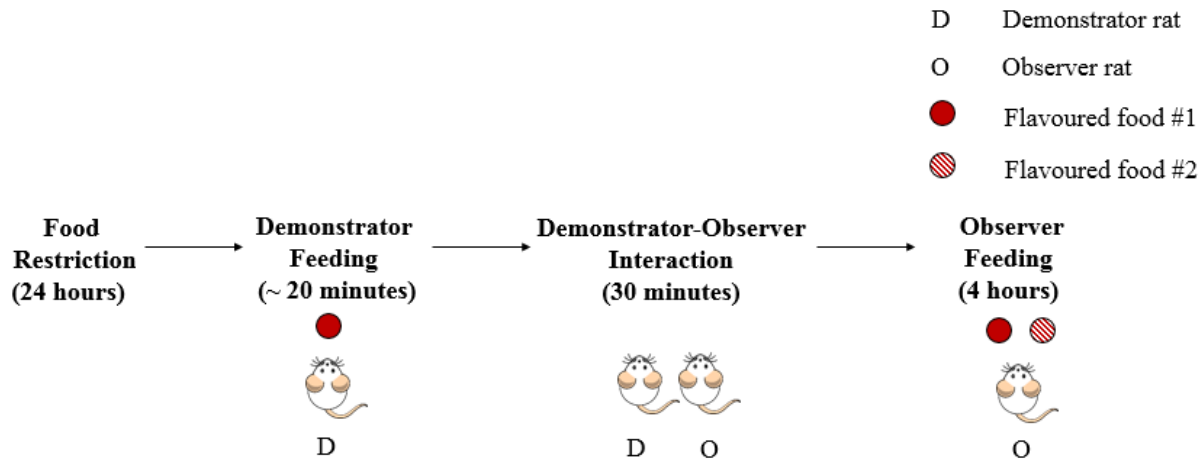 D Demonstrator rat
O Observer rat
Flavoured food #1
Flavoured food #2
Food
Restriction
(24 hours)
Demonstrator
Feeding
(~ 20 minutes)
Demonstrator-Observer
Interaction
(30 minutes)
Observer
Feeding
(4 hours)
D
D O
O